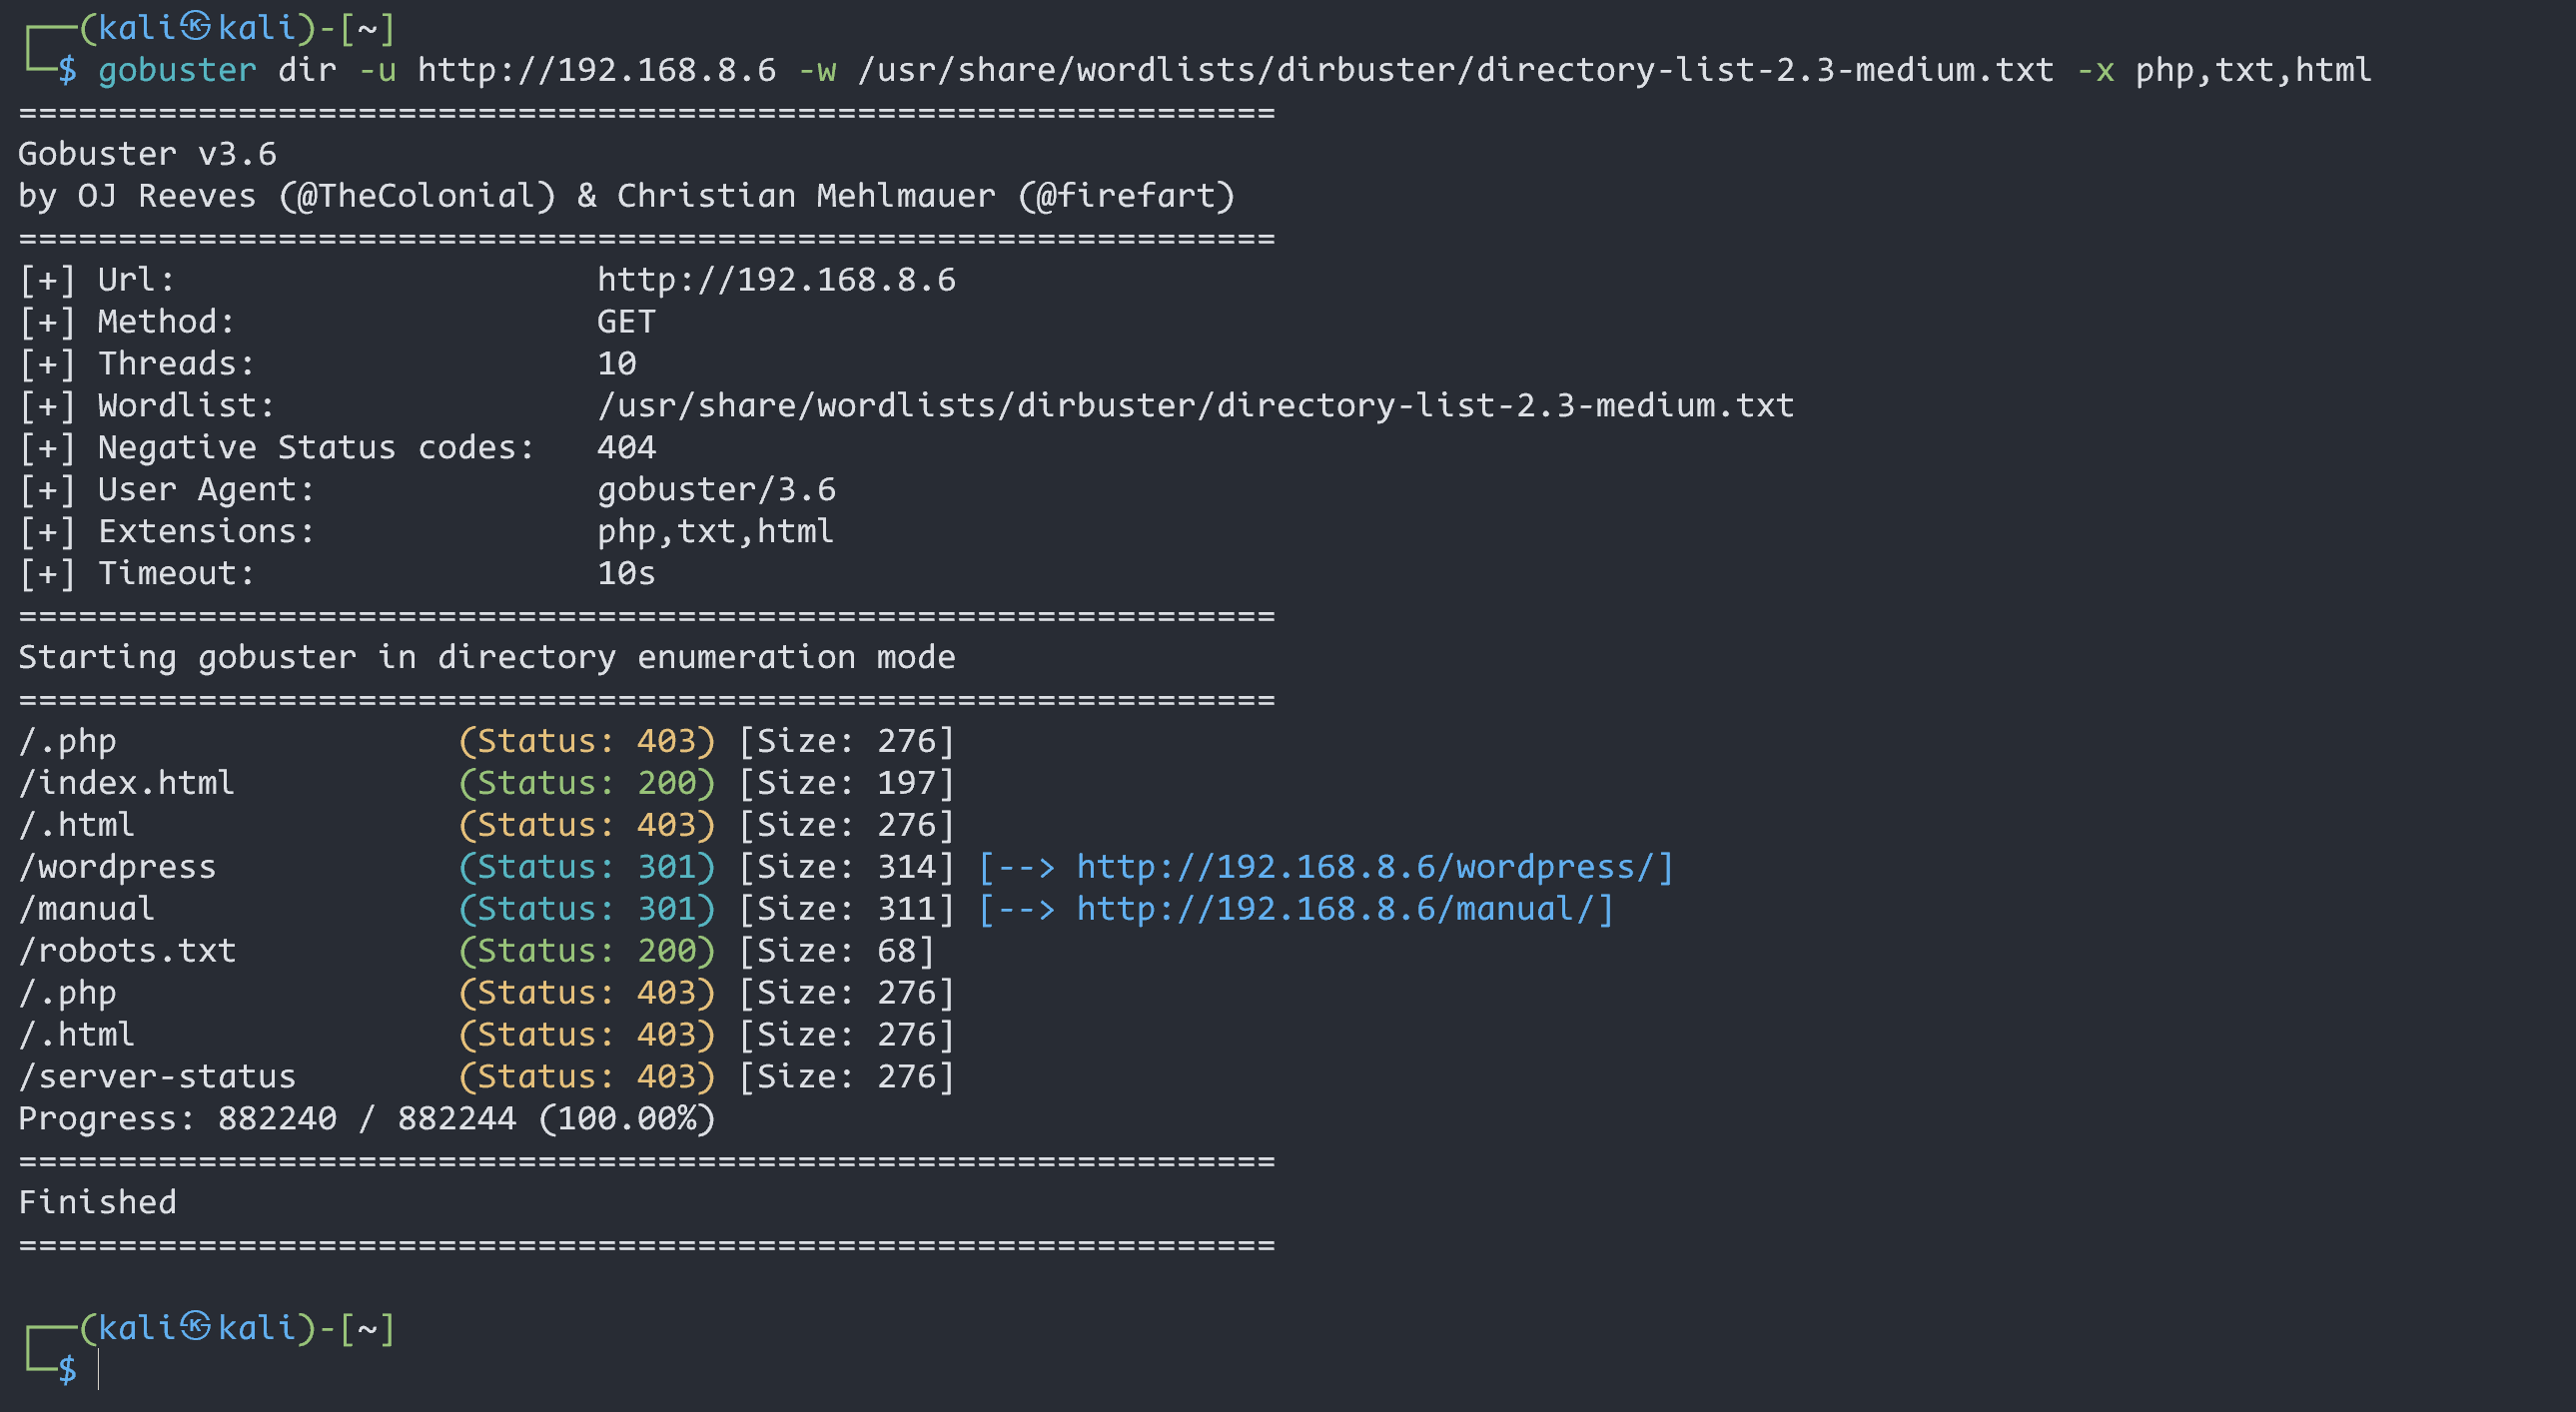 ┌──(kali㉿kali)-[~]
└─$ gobuster dir -u http://192.168.8.6 -w /usr/share/wordlists/dirbuster/directory-list-2.3-medium.txt -x php,txt,html
===============================================================
Gobuster v3.6
by OJ Reeves (@TheColonial) & Christian Mehlmauer (@firefart)
===============================================================
[+] Url:                     http://192.168.8.6
[+] Method:                  GET
[+] Threads:                 10
[+] Wordlist:                /usr/share/wordlists/dirbuster/directory-list-2.3-medium.txt
[+] Negative Status codes:   404
[+] User Agent:              gobuster/3.6
[+] Extensions:              php,txt,html
[+] Timeout:                 10s
===============================================================
Starting gobuster in directory enumeration mode
===============================================================
/.php                 (Status: 403) [Size: 276]
/index.html           (Status: 200) [Size: 197]
/.html                (Status: 403) [Size: 276]
/wordpress            (Status: 301) [Size: 314] [--> http://192.168.8.6/wordpress/]
/manual               (Status: 301) [Size: 311] [--> http://192.168.8.6/manual/]
/robots.txt           (Status: 200) [Size: 68]
/.php                 (Status: 403) [Size: 276]
/.html                (Status: 403) [Size: 276]
/server-status        (Status: 403) [Size: 276]
Progress: 882240 / 882244 (100.00%)
===============================================================
Finished
===============================================================
┌──(kali㉿kali)-[~]
└─$